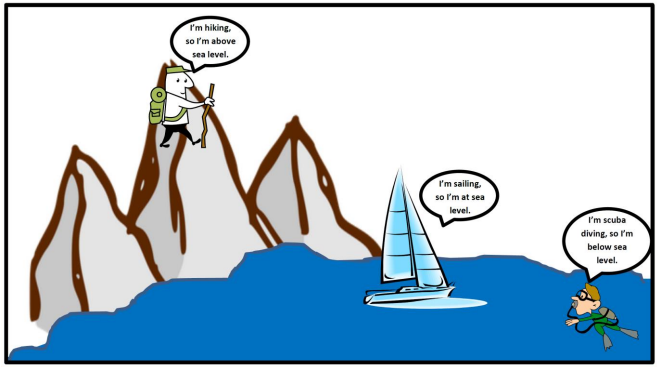 I'm hiking,
so I'm above
sea level.
I'm sailing,
so I'm at sea
level.
I'm scuba
diving, so I'm
below sea
level.